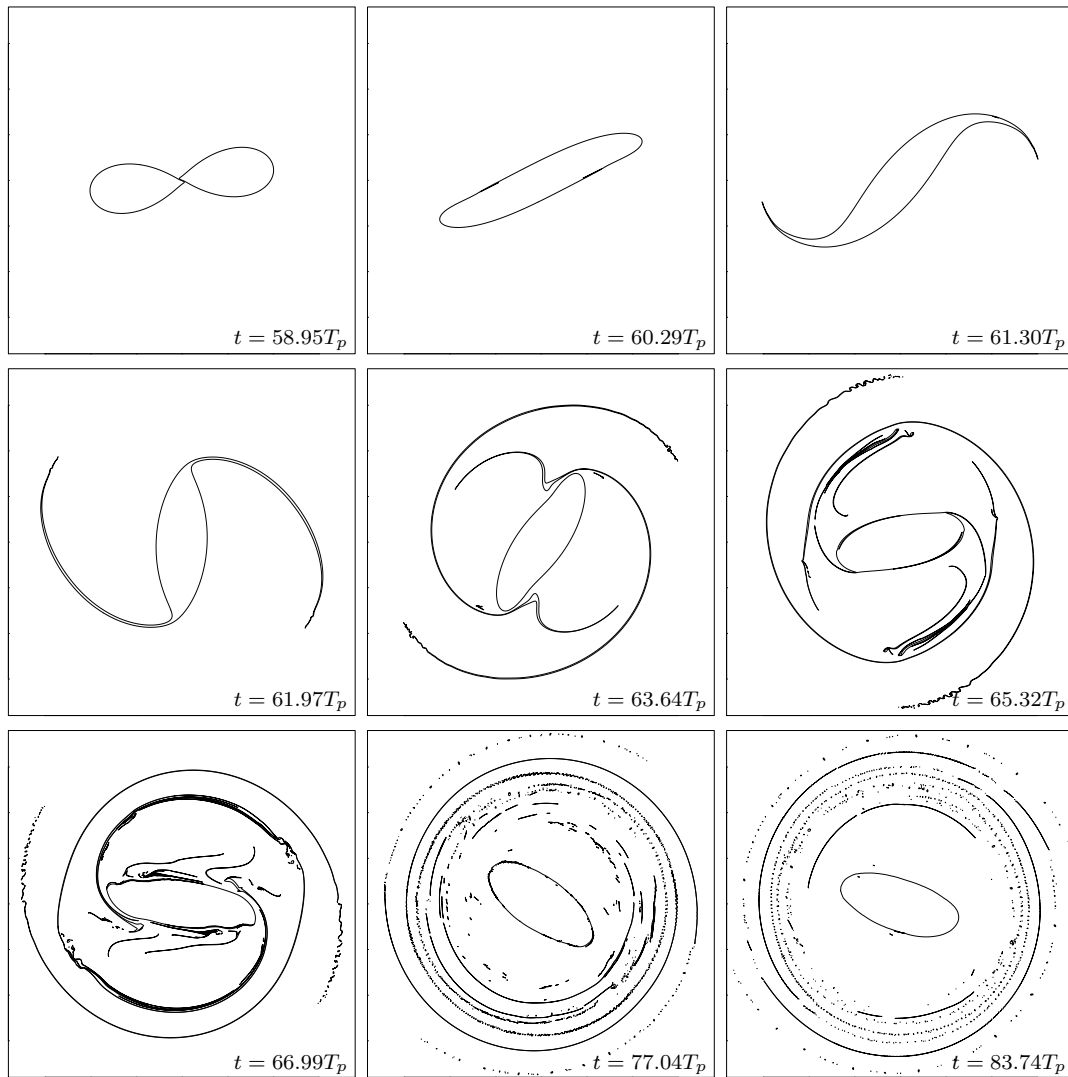 t = 58.95T_p
t = 60.29T_p
t = 61.30T_p
t = 61.97T_p
t = 63.64T_p
t = 65.32T_p
t = 66.99T_p
t = 77.04T_p
t = 83.74T_p